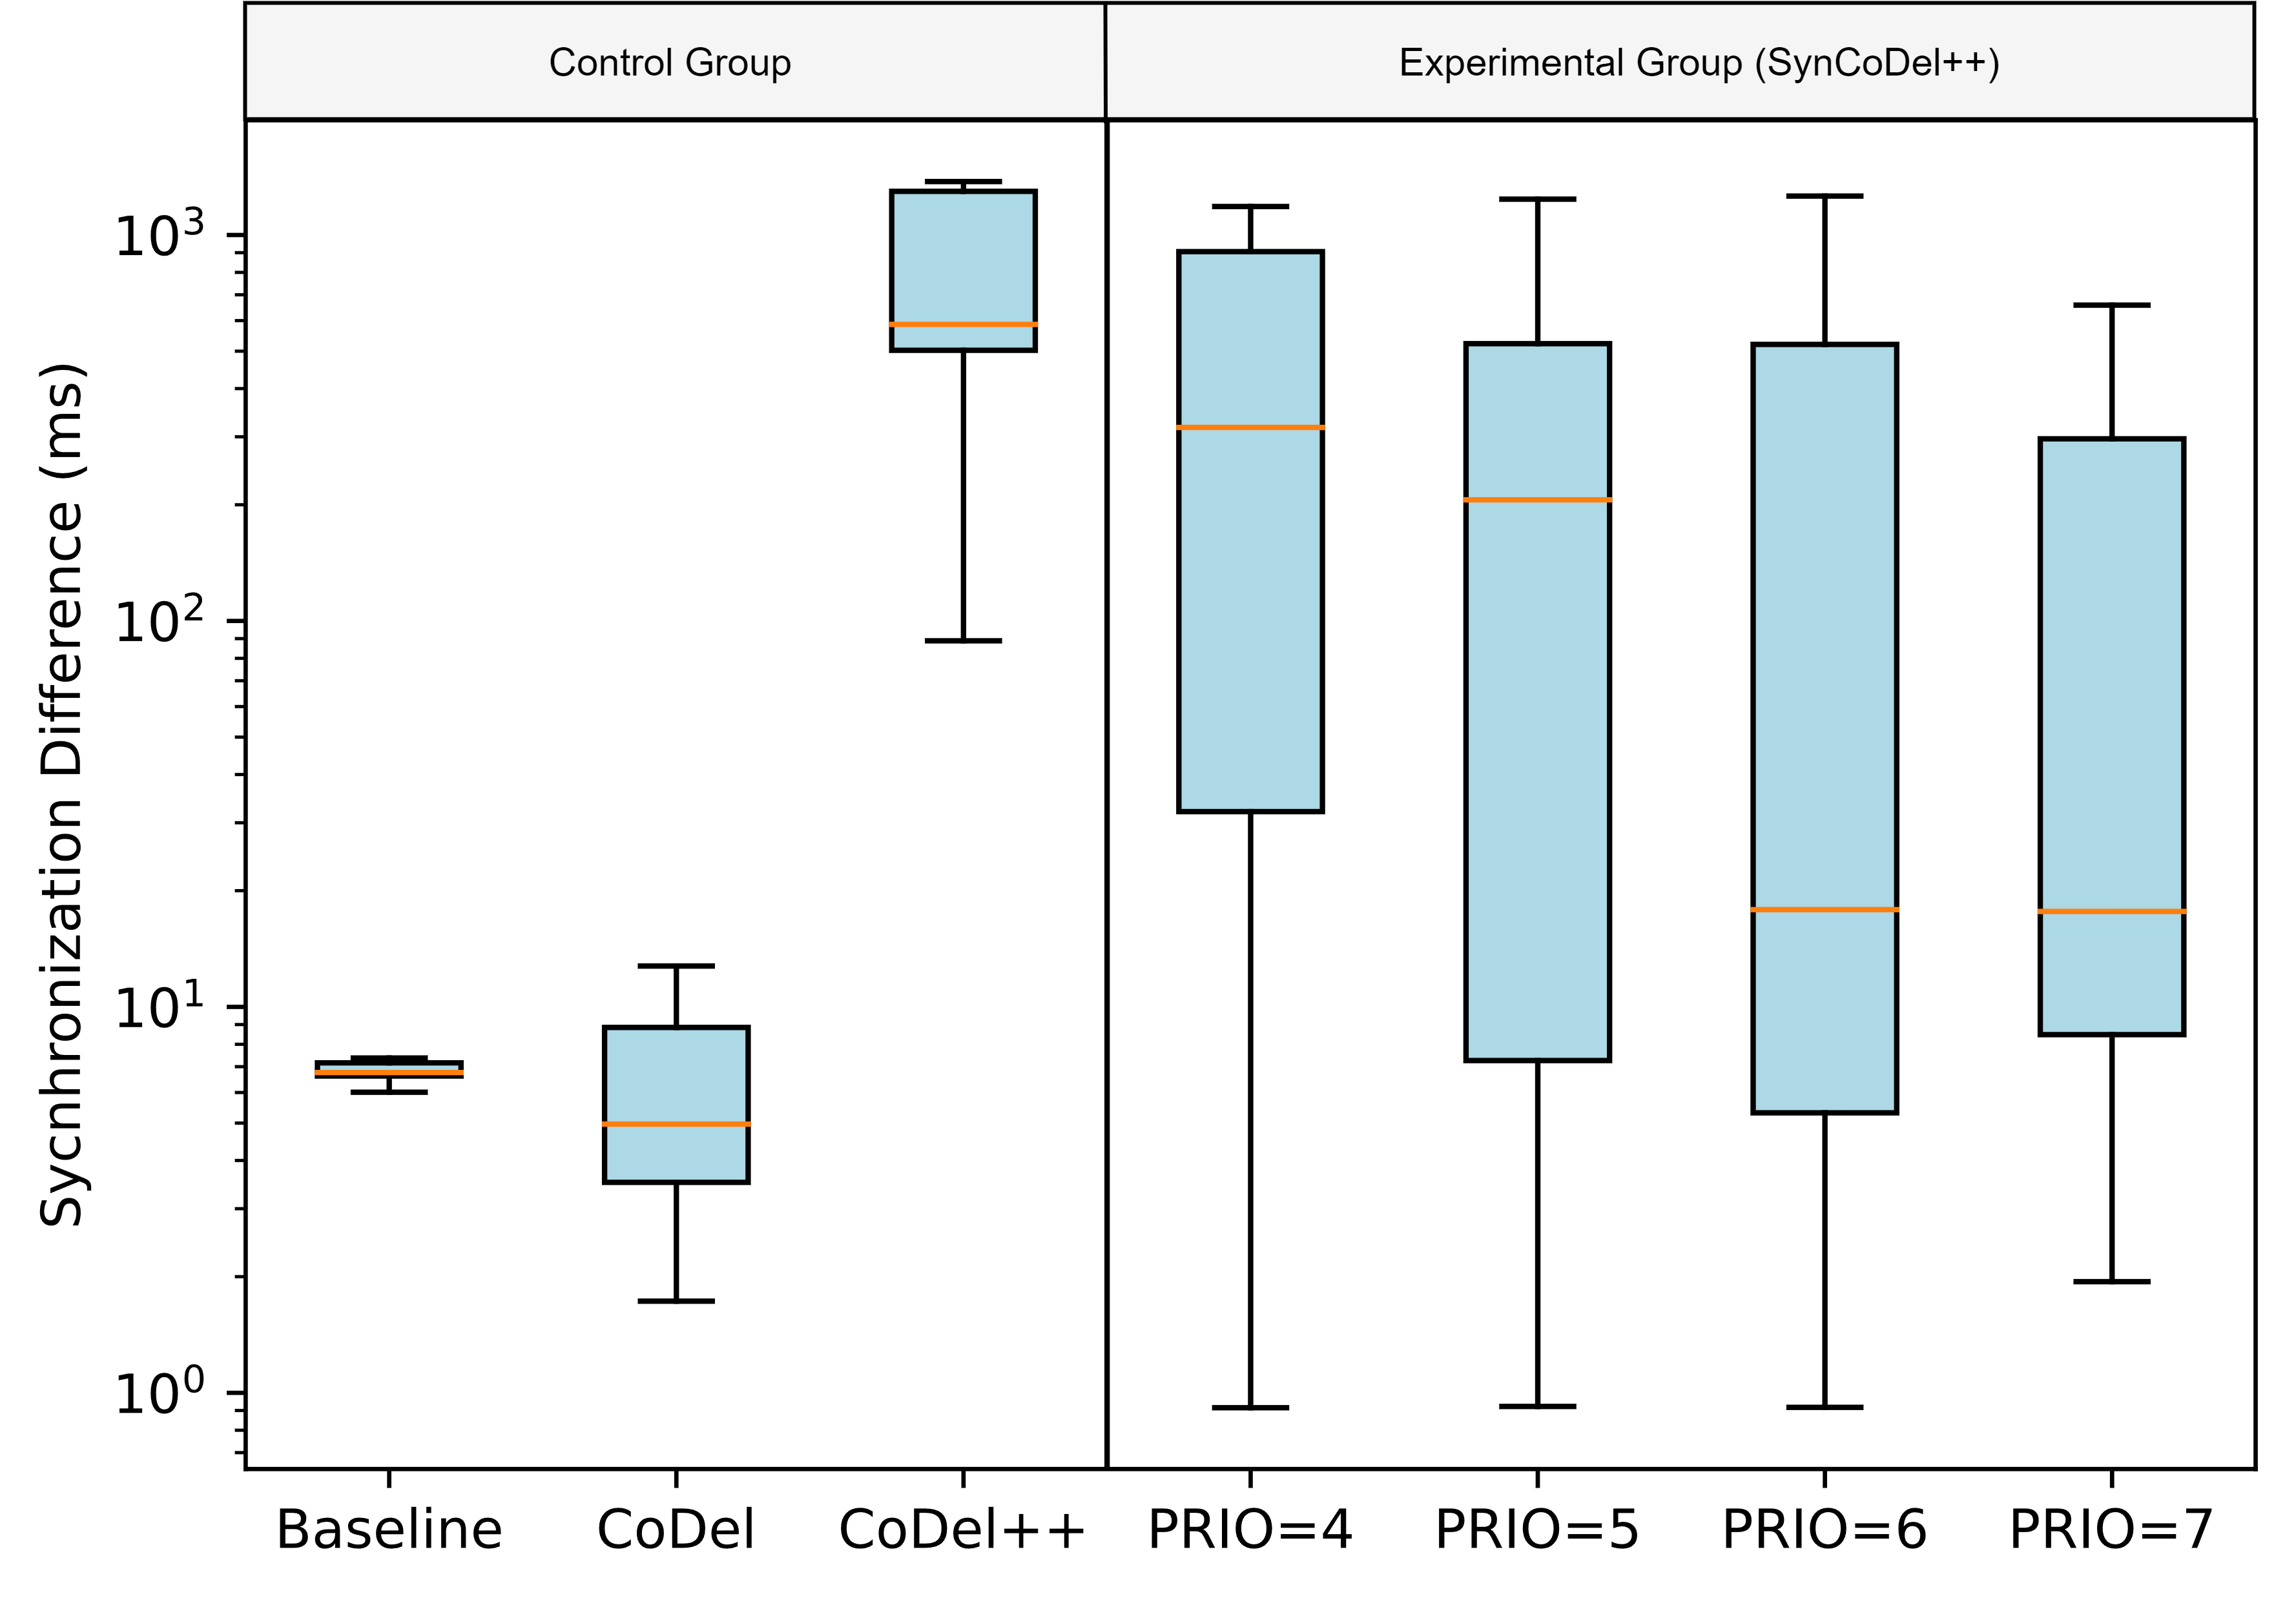 Control Group
Experimental Group (SynCoDel++)
Sycnhronization Difference (ms)
10³
10²
10¹
10⁰
Baseline
CoDel
CoDel++
PRIO=4
PRIO=5
PRIO=6
PRIO=7